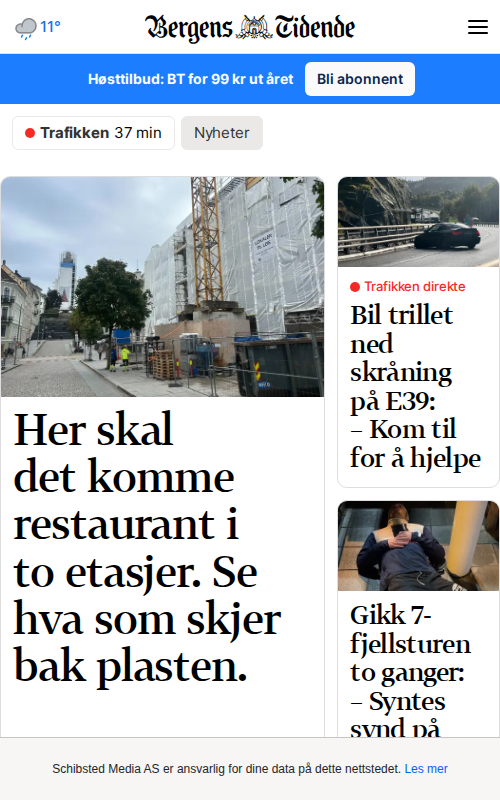 11°
Bergens Tidende
Høsttilbud: BT for 99 kr ut året
Bli abonnent
Trafikken 37 min
Nyheter
Her skal
det komme
restaurant i
to etasjer. Se
hva som skjer
bak plasten.
Trafikken direkte
Bil trillet
ned
skråning
på E39:
– Kom til
for å hjelpe
Gikk 7-
fjellsturen
to ganger:
– Syntes
synd på
Schibsted Media AS er ansvarlig for dine data på dette nettstedet. Les mer